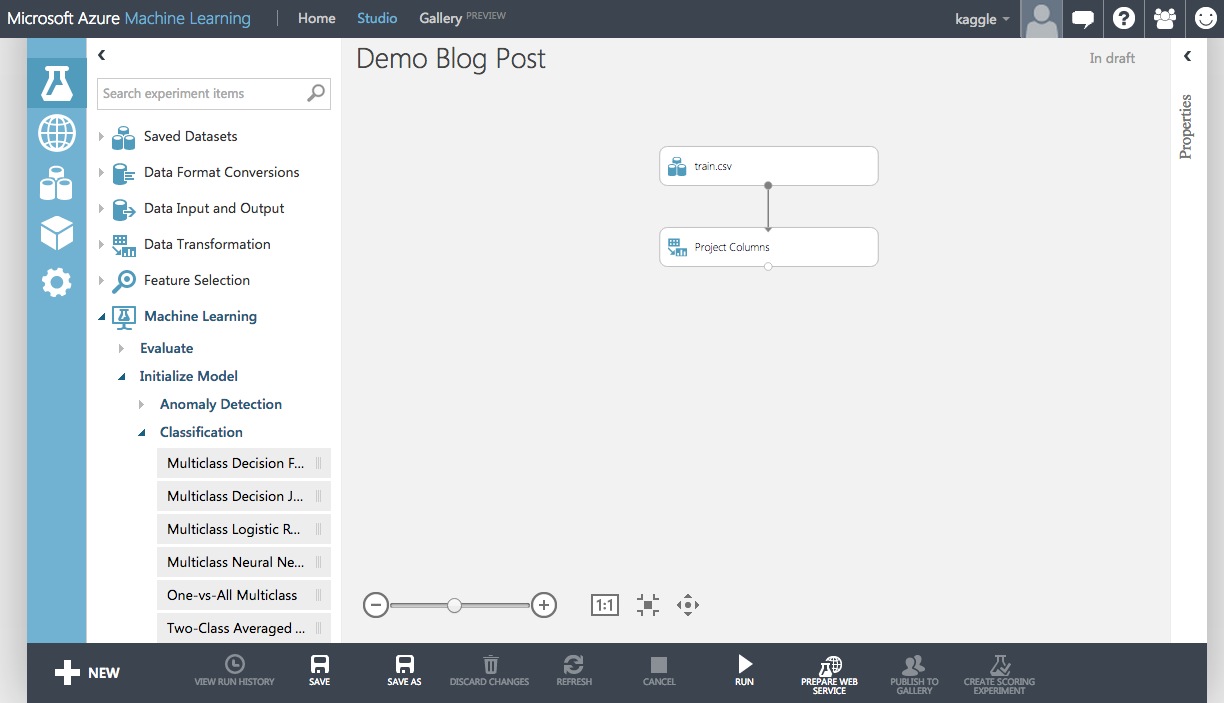 Microsoft Azure Machine Learning | Home Studio Gallery PREVIEW kaggle
Demo Blog Post
In draft
Search experiment items
Properties
Saved Datasets
Data Format Conversions
Data Input and Output
Data Transformation
Feature Selection
Machine Learning
Evaluate
Initialize Model
Anomaly Detection
Classification
Multiclass Decision F...
Multiclass Decision J...
Multiclass Logistic R...
Multiclass Neural Ne...
One-vs-All Multiclass
Two-Class Averaged ...
train.csv
Project Columns
1:1
NEW
VIEW RUN HISTORY
SAVE
SAVE AS
DISCARD CHANGES
REFRESH
CANCEL
RUN
PREPARE WEB
SERVICE
PUBLISH TO
GALLERY
CREATE SCORING
EXPERIMENT